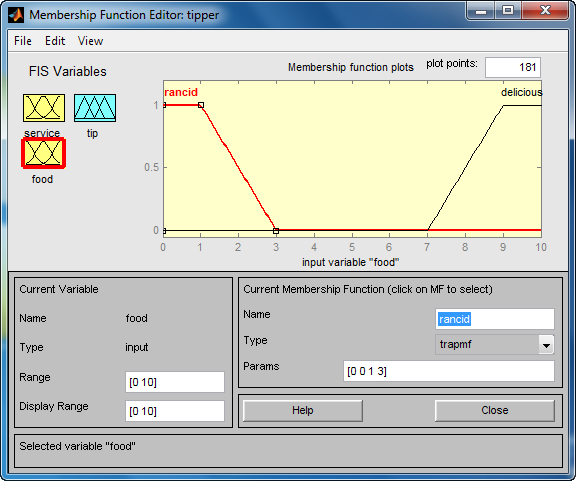 Membership Function Editor: tipper
File Edit View
FIS Variables
service
tip
food
Membership function plots
plot points:
181
rancid
delicious
1
0.5
0
0 1 2 3 4 5 6 7 8 9 10
input variable "food"
Current Variable
Name food
Type input
Range [0 10]
Display Range [0 10]
Current Membership Function (click on MF to select)
Name rancid
Type trapmf
Params [0 0 1 3]
Help Close
Selected variable "food"